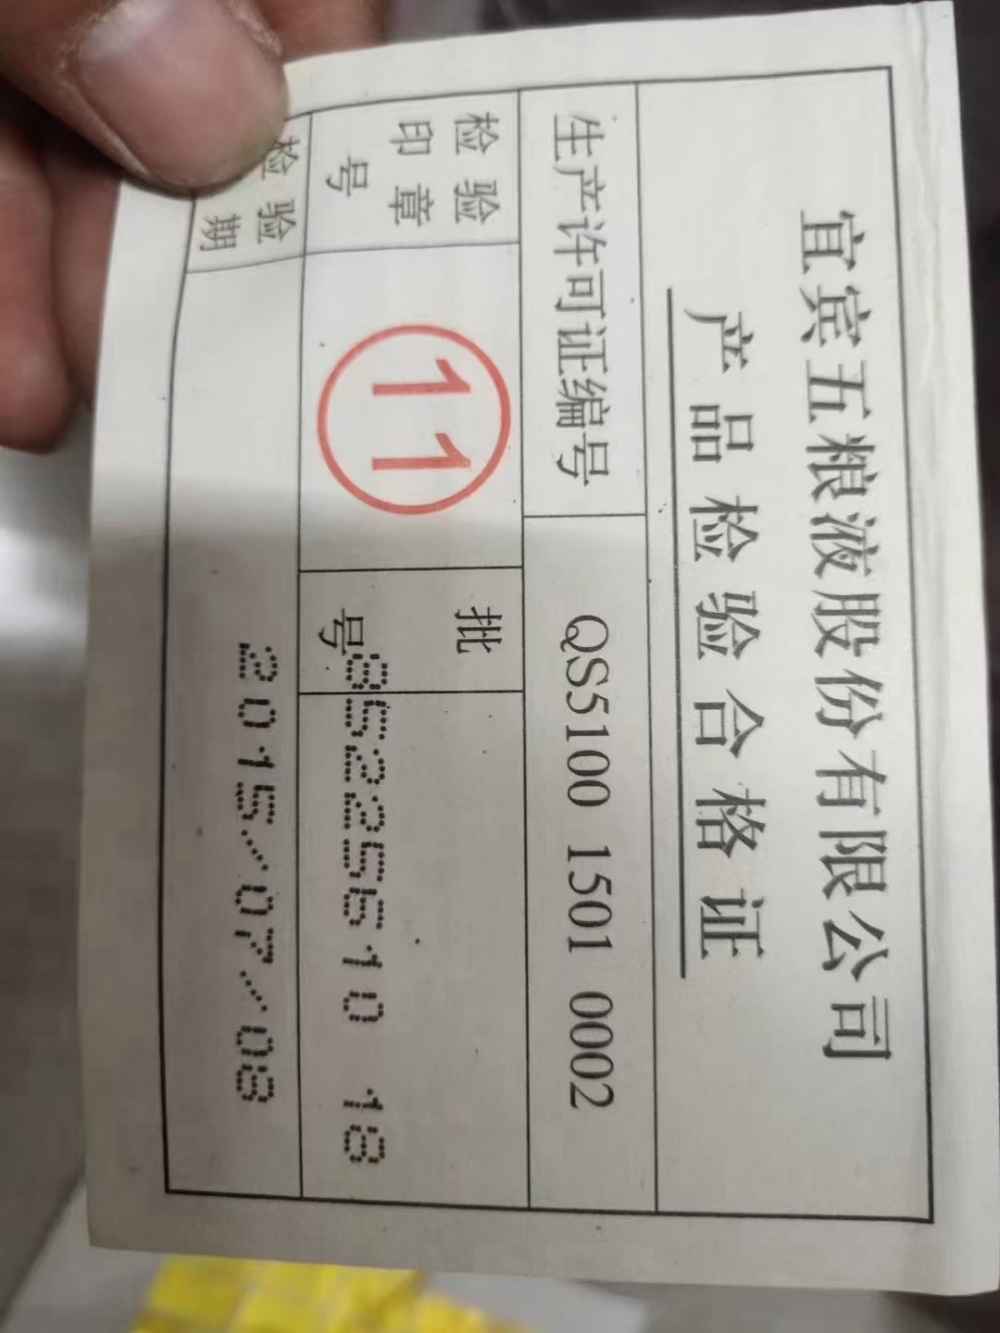 宜宾五粮液股份有限公司
产品检验合格证
生产许可证编号 QS5100 1501 0002
检验印章号 11 批号 85225610 18
检验期 2015/07/08